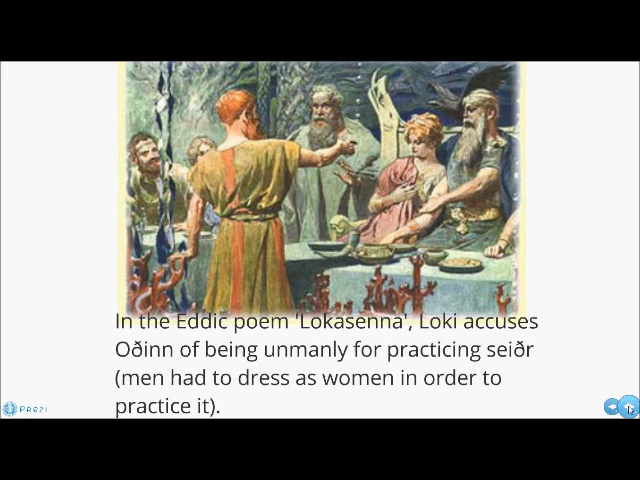 In the Eddic poem 'Lokasenna', Loki accuses
Oðinn of being unmanly for practicing seiðr
(men had to dress as women in order to
practice it).
Prezi